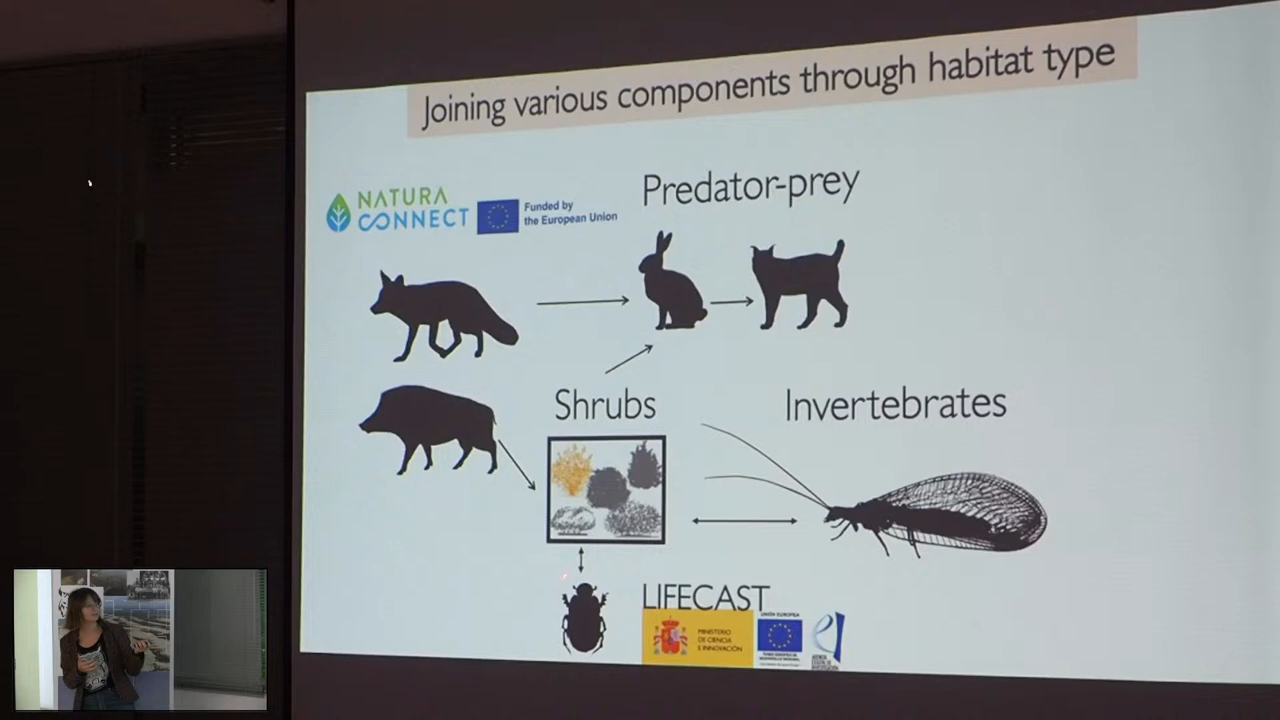 Joining various components through habitat type
NATURA
CONNECT
Funded by
the European Union
Predator-prey
Shrubs
Invertebrates
LIFECAST
MINISTERIO
DE CIENCIA
E INNOVACIÓN
UNIÓN EUROPEA